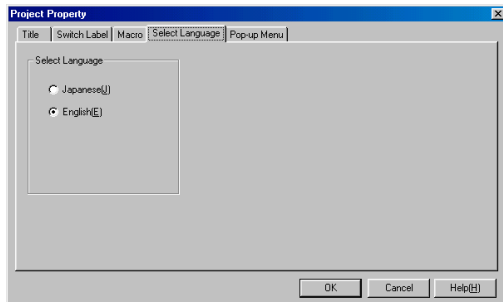 Project Property
Title Switch Label Macro Select Language Pop-up Menu
Select Language
Japanese(J)
English(E)
OK Cancel Help(H)